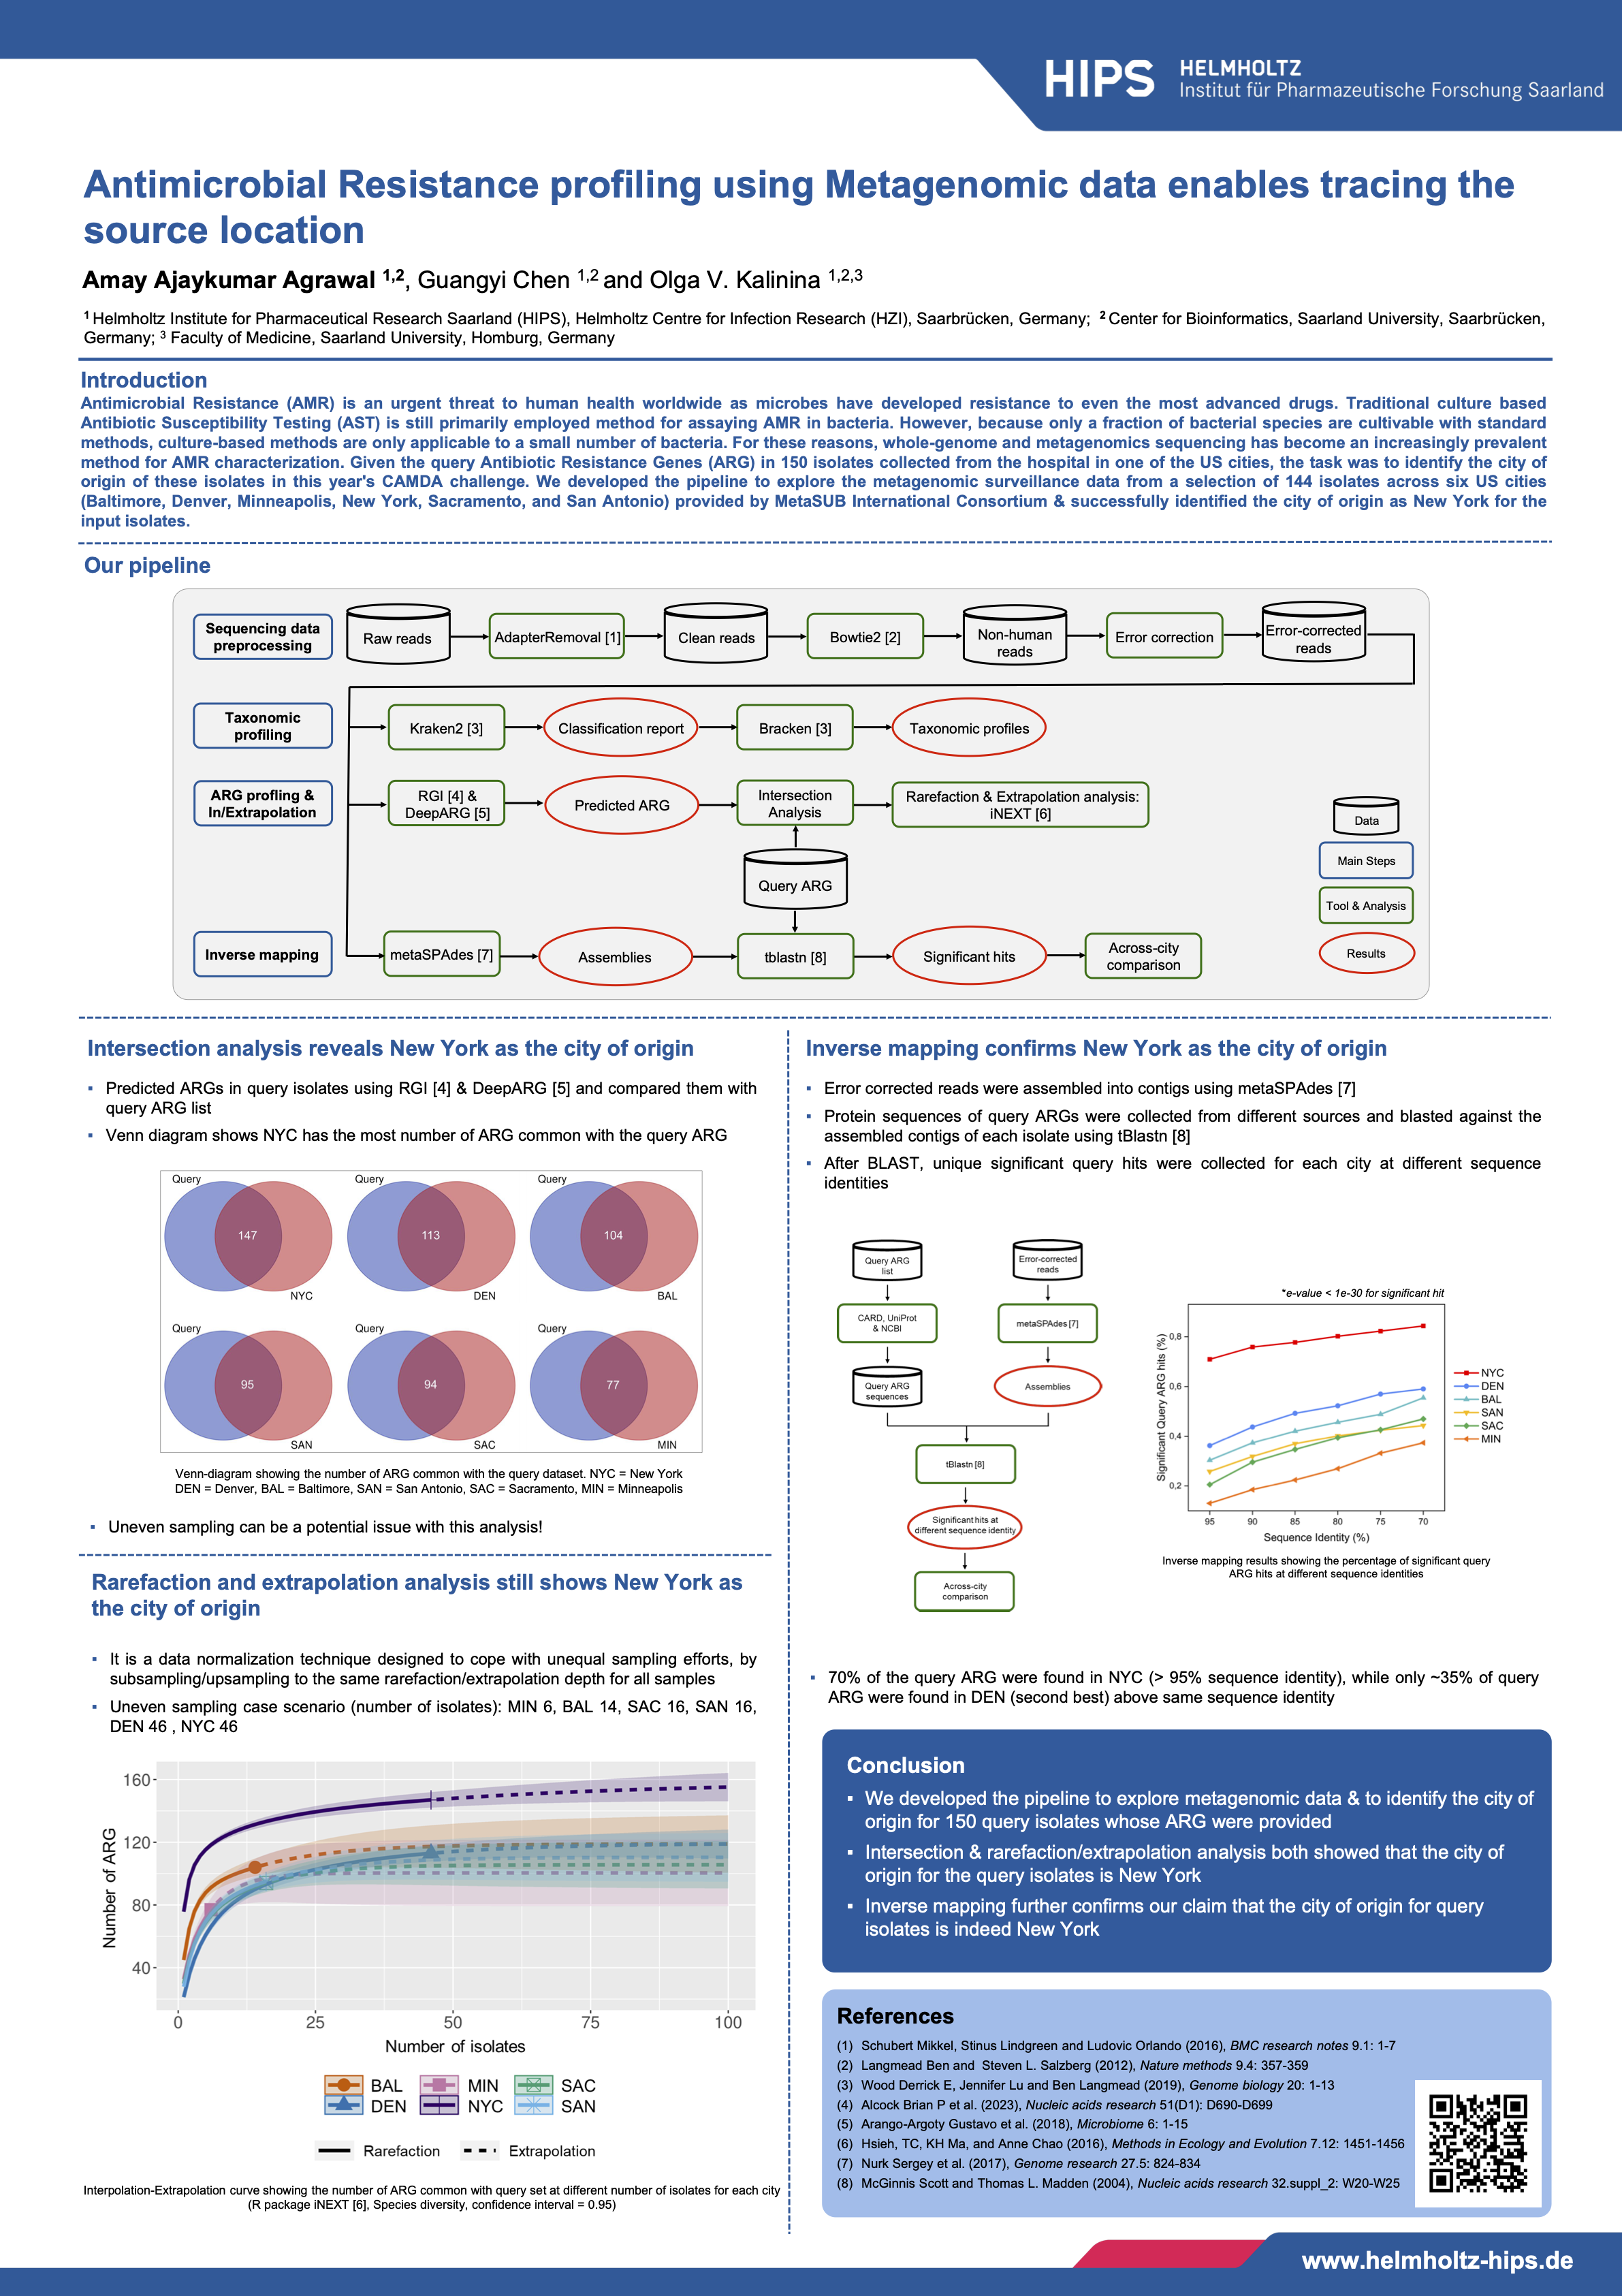 HIPS
HELMHOLTZ
Institut für Pharmazeutische Forschung Saarland
Antimicrobial Resistance profiling using Metagenomic data enables tracing the
source location
Amay Ajaykumar Agrawal 1,2, Guangyi Chen 1,2 and Olga V. Kalinina 1,2,3
1 Helmholtz Institute for Pharmaceutical Research Saarland (HIPS), Helmholtz Centre for Infection Research (HZI), Saarbrücken, Germany; 2 Center for Bioinformatics, Saarland University, Saarbrücken,
Germany; 3 Faculty of Medicine, Saarland University, Homburg, Germany
Introduction
Antimicrobial Resistance (AMR) is an urgent threat to human health worldwide as microbes have developed resistance to even the most advanced drugs. Traditional culture based
Antibiotic Susceptibility Testing (AST) is still primarily employed method for assaying AMR in bacteria. However, because only a fraction of bacterial species are cultivable with standard
methods, culture-based methods are only applicable to a small number of bacteria. For these reasons, whole-genome and metagenomics sequencing has become an increasingly prevalent
method for AMR characterization. Given the query Antibiotic Resistance Genes (ARG) in 150 isolates collected from the hospital in one of the US cities, the task was to identify the city of
origin of these isolates in this year's CAMDA challenge. We developed the pipeline to explore the metagenomic surveillance data from a selection of 144 isolates across six US cities
(Baltimore, Denver, Minneapolis, New York, Sacramento, and San Antonio) provided by MetaSUB International Consortium & successfully identified the city of origin as New York for the
input isolates.
Our pipeline
Sequencing data
preprocessing
Raw reads
AdapterRemoval [1]
Clean reads
Bowtie2 [2]
Non-human
reads
Error correction
Error-corrected
reads
Taxonomic
profiling
Kraken2 [3]
Classification report
Bracken [3]
Taxonomic profiles
ARG profling &
In/Extrapolation
RGI [4] &
DeepARG [5]
Predicted ARG
Intersection
Analysis
Rarefaction & Extrapolation analysis:
iNEXT [6]
Query ARG
Inverse mapping
metaSPAdes [7]
Assemblies
tblastn [8]
Significant hits
Across-city
comparison
Data
Main Steps
Tool & Analysis
Results
Intersection analysis reveals New York as the city of origin
▪ Predicted ARGs in query isolates using RGI [4] & DeepARG [5] and compared them with
query ARG list
▪ Venn diagram shows NYC has the most number of ARG common with the query ARG
Query
147
NYC
Query
113
DEN
Query
104
BAL
Query
95
SAN
Query
94
SAC
Query
77
MIN
Venn-diagram showing the number of ARG common with the query dataset. NYC = New York
DEN = Denver, BAL = Baltimore, SAN = San Antonio, SAC = Sacramento, MIN = Minneapolis
▪ Uneven sampling can be a potential issue with this analysis!
Rarefaction and extrapolation analysis still shows New York as
the city of origin
▪ It is a data normalization technique designed to cope with unequal sampling efforts, by
subsampling/upsampling to the same rarefaction/extrapolation depth for all samples
▪ Uneven sampling case scenario (number of isolates): MIN 6, BAL 14, SAC 16, SAN 16,
DEN 46 , NYC 46
Number of ARG
160
120
80
40
0 25 50 75 100
Number of isolates
BAL MIN SAC
DEN NYC SAN
Rarefaction Extrapolation
Interpolation-Extrapolation curve showing the number of ARG common with query set at different number of isolates for each city
(R package iNEXT [6], Species diversity, confidence interval = 0.95)
Inverse mapping confirms New York as the city of origin
▪ Error corrected reads were assembled into contigs using metaSPAdes [7]
▪ Protein sequences of query ARGs were collected from different sources and blasted against the
assembled contigs of each isolate using tBlastn [8]
▪ After BLAST, unique significant query hits were collected for each city at different sequence
identities
Query ARG
list
Error-corrected
reads
CARD, UniProt
& NCBI
metaSPAdes [7]
Query ARG
sequences
Assemblies
tBlastn [8]
Significant hits at
different sequence identity
Across-city
comparison
*e-value < 1e-30 for significant hit
Significant Query ARG hits (%)
0,8
0,6
0,4
0,2
95 90 85 80 75 70
Sequence Identity (%)
NYC
DEN
BAL
SAN
SAC
MIN
Inverse mapping results showing the percentage of significant query
ARG hits at different sequence identities
▪ 70% of the query ARG were found in NYC (> 95% sequence identity), while only ~35% of query
ARG were found in DEN (second best) above same sequence identity
Conclusion
▪ We developed the pipeline to explore metagenomic data & to identify the city of
origin for 150 query isolates whose ARG were provided
▪ Intersection & rarefaction/extrapolation analysis both showed that the city of
origin for the query isolates is New York
▪ Inverse mapping further confirms our claim that the city of origin for query
isolates is indeed New York
References
(1) Schubert Mikkel, Stinus Lindgreen and Ludovic Orlando (2016), BMC research notes 9.1: 1-7
(2) Langmead Ben and Steven L. Salzberg (2012), Nature methods 9.4: 357-359
(3) Wood Derrick E, Jennifer Lu and Ben Langmead (2019), Genome biology 20: 1-13
(4) Alcock Brian P et al. (2023), Nucleic acids research 51(D1): D690-D699
(5) Arango-Argoty Gustavo et al. (2018), Microbiome 6: 1-15
(6) Hsieh, TC, KH Ma, and Anne Chao (2016), Methods in Ecology and Evolution 7.12: 1451-1456
(7) Nurk Sergey et al. (2017), Genome research 27.5: 824-834
(8) McGinnis Scott and Thomas L. Madden (2004), Nucleic acids research 32.suppl_2: W20-W25
www.helmholtz-hips.de